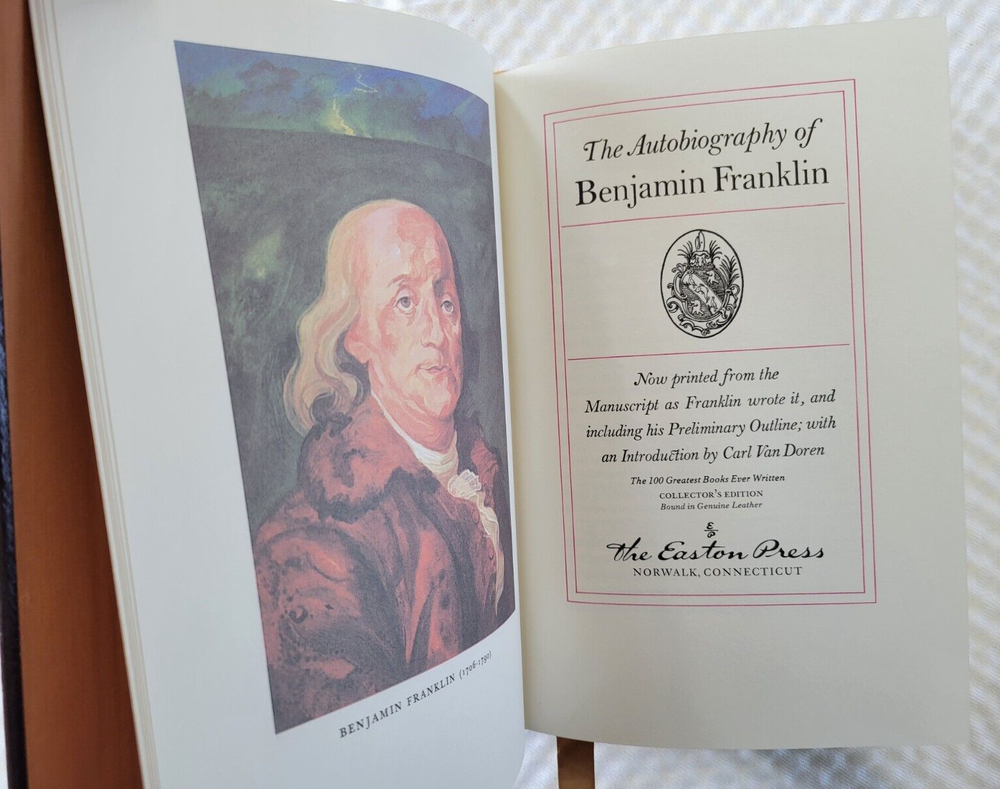 BENJAMIN FRANKLIN (1706-1790)
The Autobiography of
Benjamin Franklin
Now printed from the
Manuscript as Franklin wrote it, and
including his Preliminary Outline; with
an Introduction by Carl Van Doren
The 100 Greatest Books Ever Written
COLLECTOR'S EDITION
Bound in Genuine Leather
The Easton Press
NORWALK, CONNECTICUT